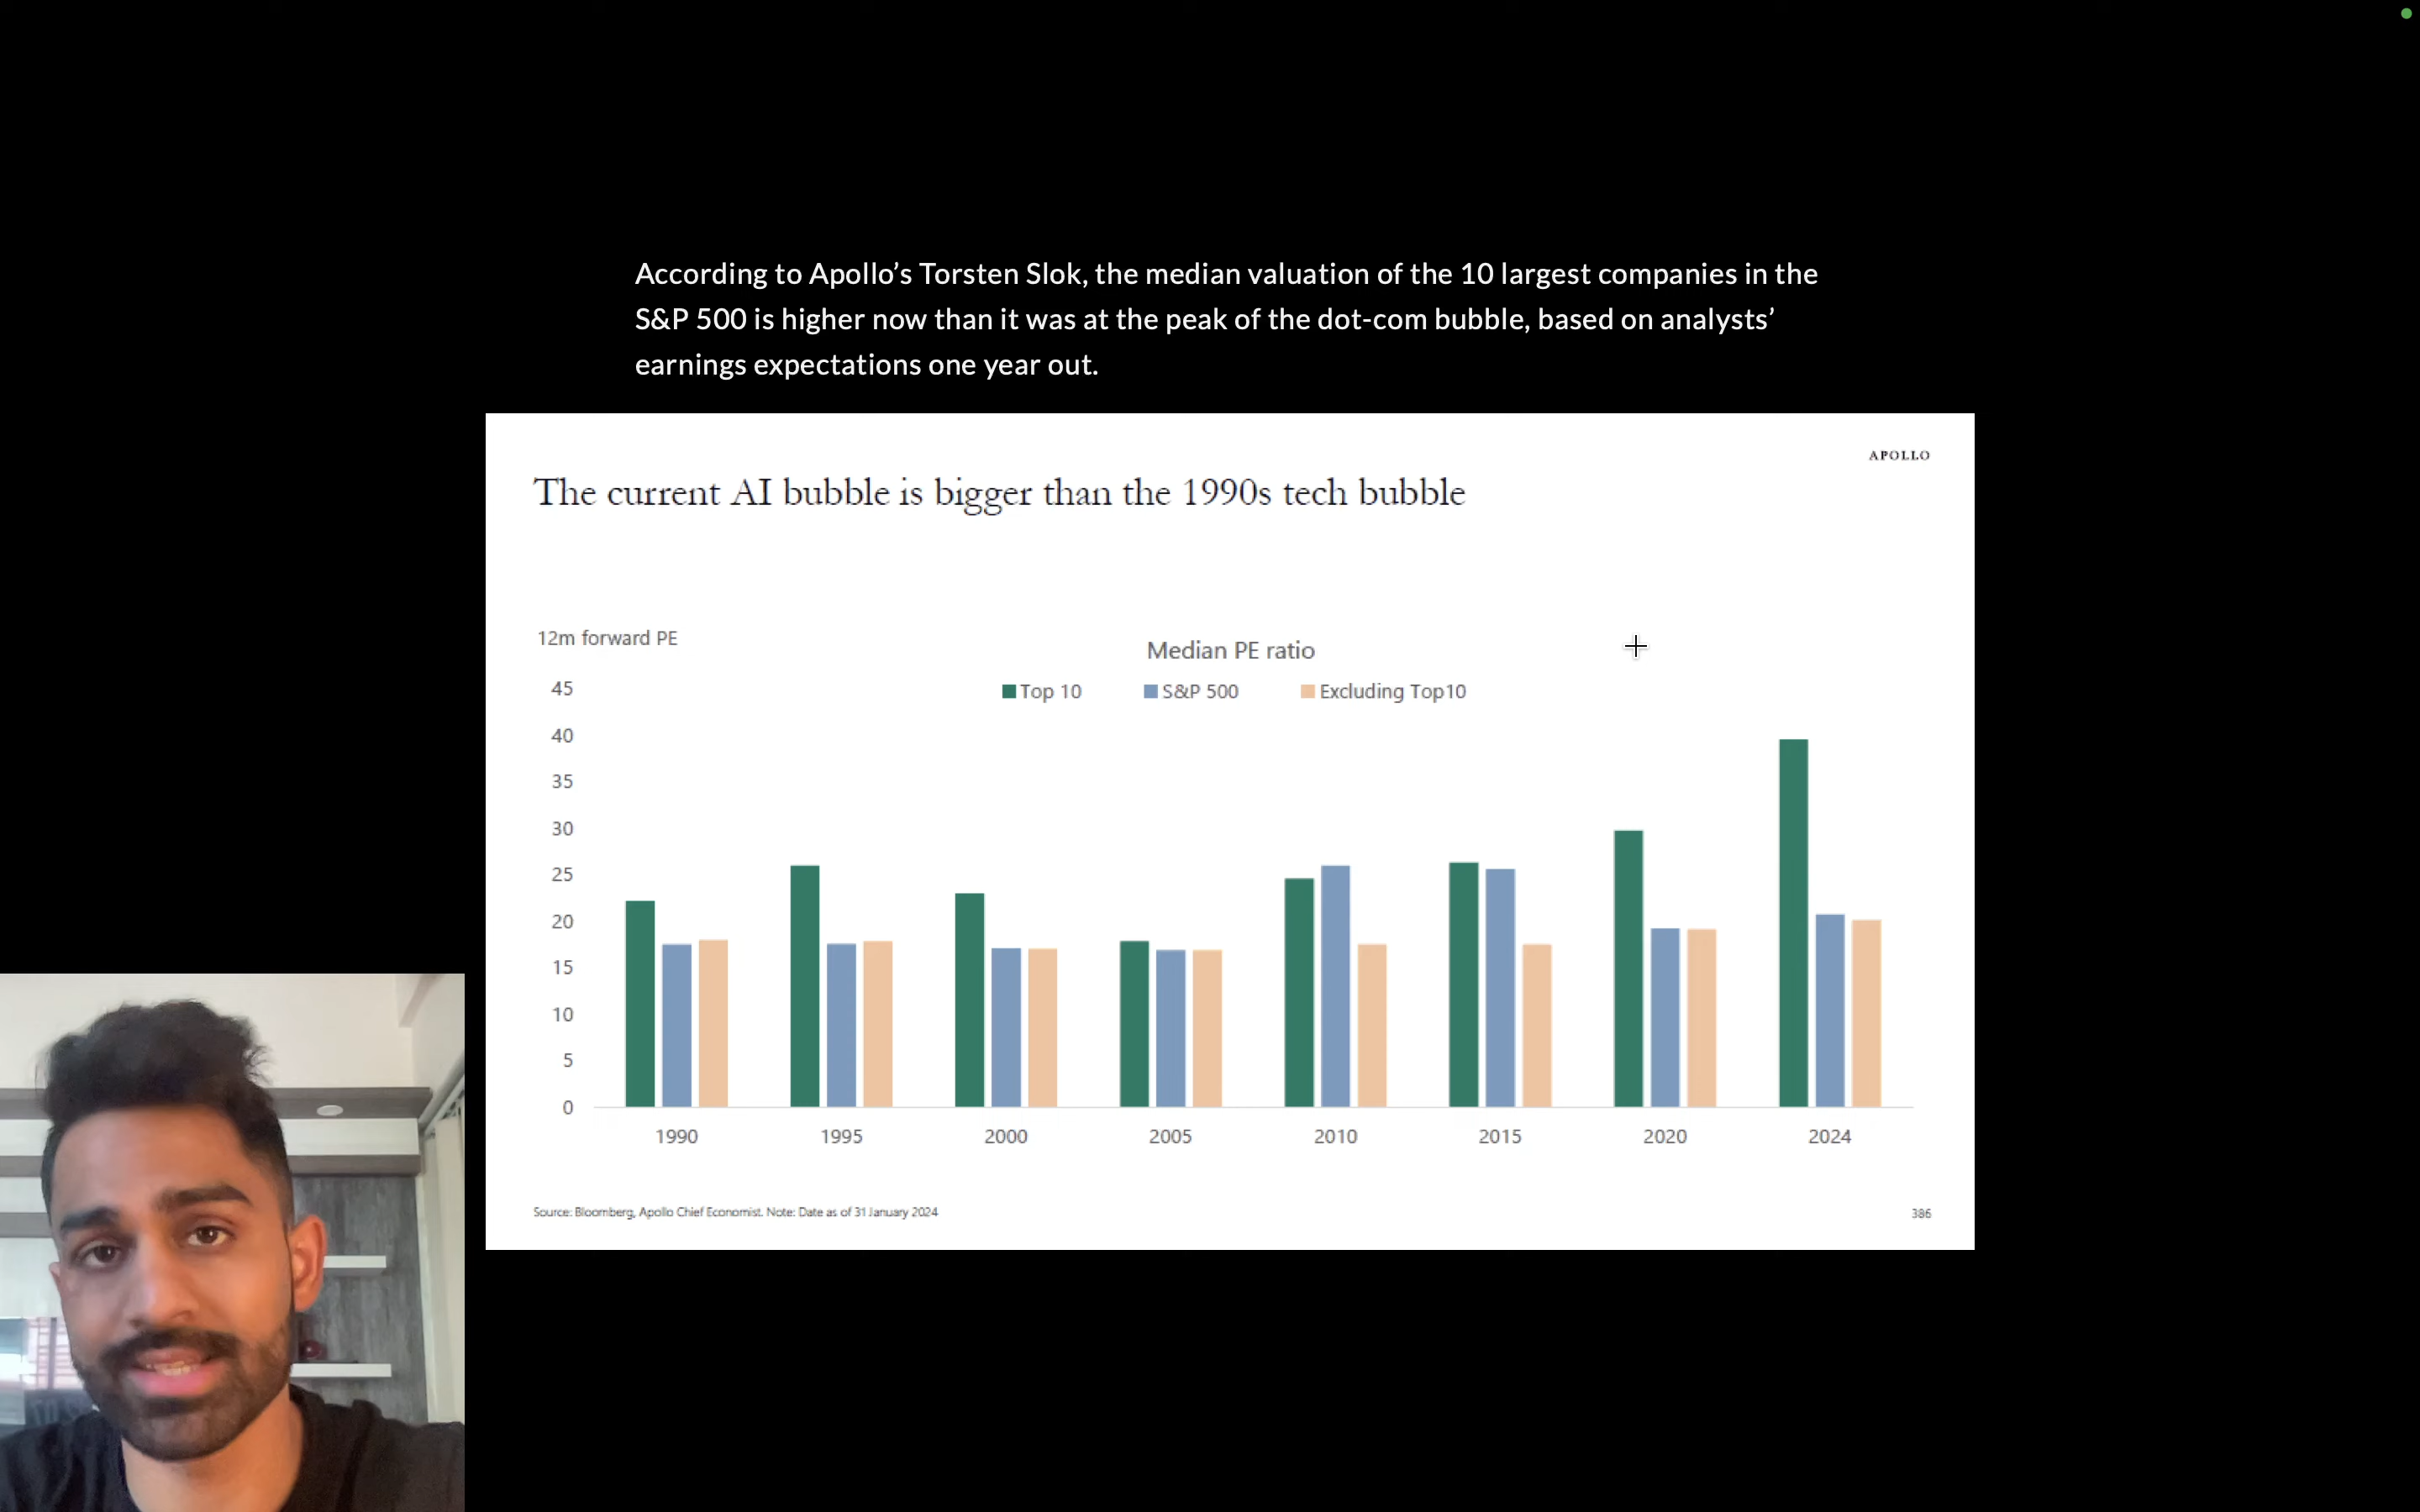 According to Apollo’s Torsten Slok, the median valuation of the 10 largest companies in the
S&P 500 is higher now than it was at the peak of the dot-com bubble, based on analysts’
earnings expectations one year out.
APOLLO
The current AI bubble is bigger than the 1990s tech bubble
12m forward PE
Median PE ratio
Top 10 S&P 500 Excluding Top10
45
40
35
30
25
20
15
10
5
0
1990 1995 2000 2005 2010 2015 2020 2024
Source: Bloomberg, Apollo Chief Economist. Note: Date as of 31 January 2024
386